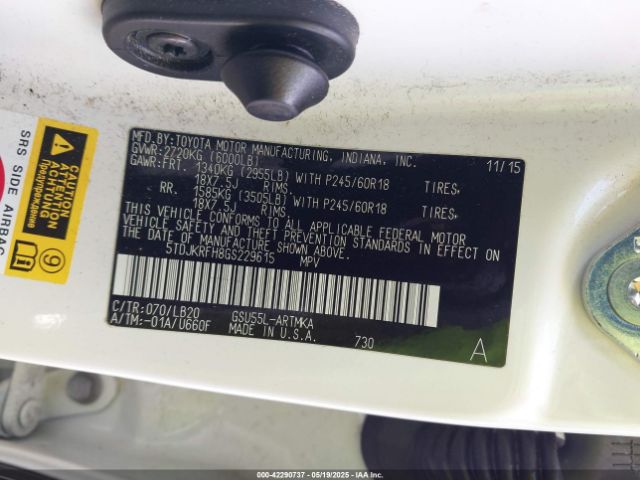 MFD.BY:TOYOTA MOTOR MANUFACTURING, INDIANA, INC. 11/15
GVWR:2720KG (6000LB)
GAWR:FRT. 1340KG (2955LB) WITH P245/60R18 TIRES,
18X7.5J RIMS,
RR. 1585KG (3505LB) WITH P245/60R18 TIRES,
18X7.5J RIMS,
THIS VEHICLE CONFORMS TO ALL APPLICABLE FEDERAL MOTOR
VEHICLE SAFETY AND THEFT PREVENTION STANDARDS IN EFFECT ON
THE DATE OF MANUFACTURE SHOWN ABOVE.
5TDJKRFH8GS229615 MPV
C/TR:070/LB20 GSU55L-ARTMKA
A/TM:-01A/U660F MADE IN U.S.A. 730
A
SRS SIDE AIRBAG
ATTENTION
ACHTUNG
Предупреждение
9
000-42290737 - 05/19/2025 - IAA Inc.